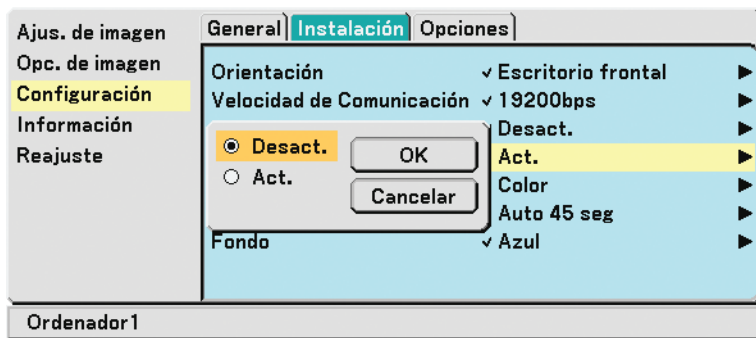 Ajus. de imagen
Opc. de imagen
Configuración
Información
Reajuste
General Instalación Opciones
Orientación ✓ Escritorio frontal
Velocidad de Comunicación ✓ 19200bps
Desact.
Act.
Color
Auto 45 seg
Fondo ✓ Azul
Desact.
Act.
OK
Cancelar
Ordenador1